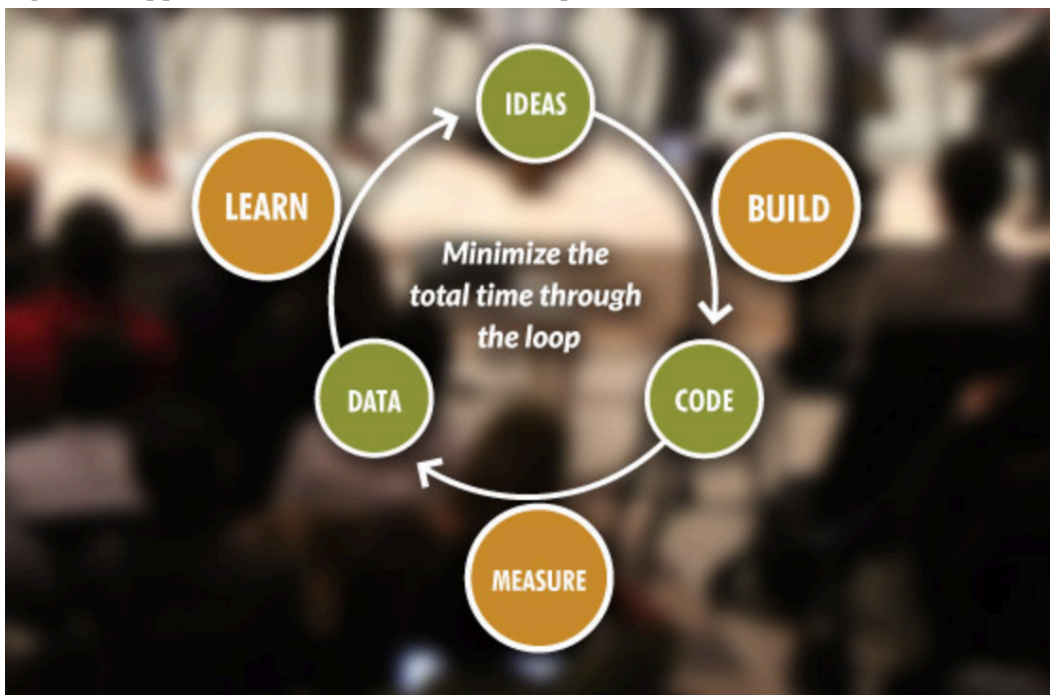 IDEAS
LEARN
BUILD
Minimize the
total time through
the loop
DATA
CODE
MEASURE